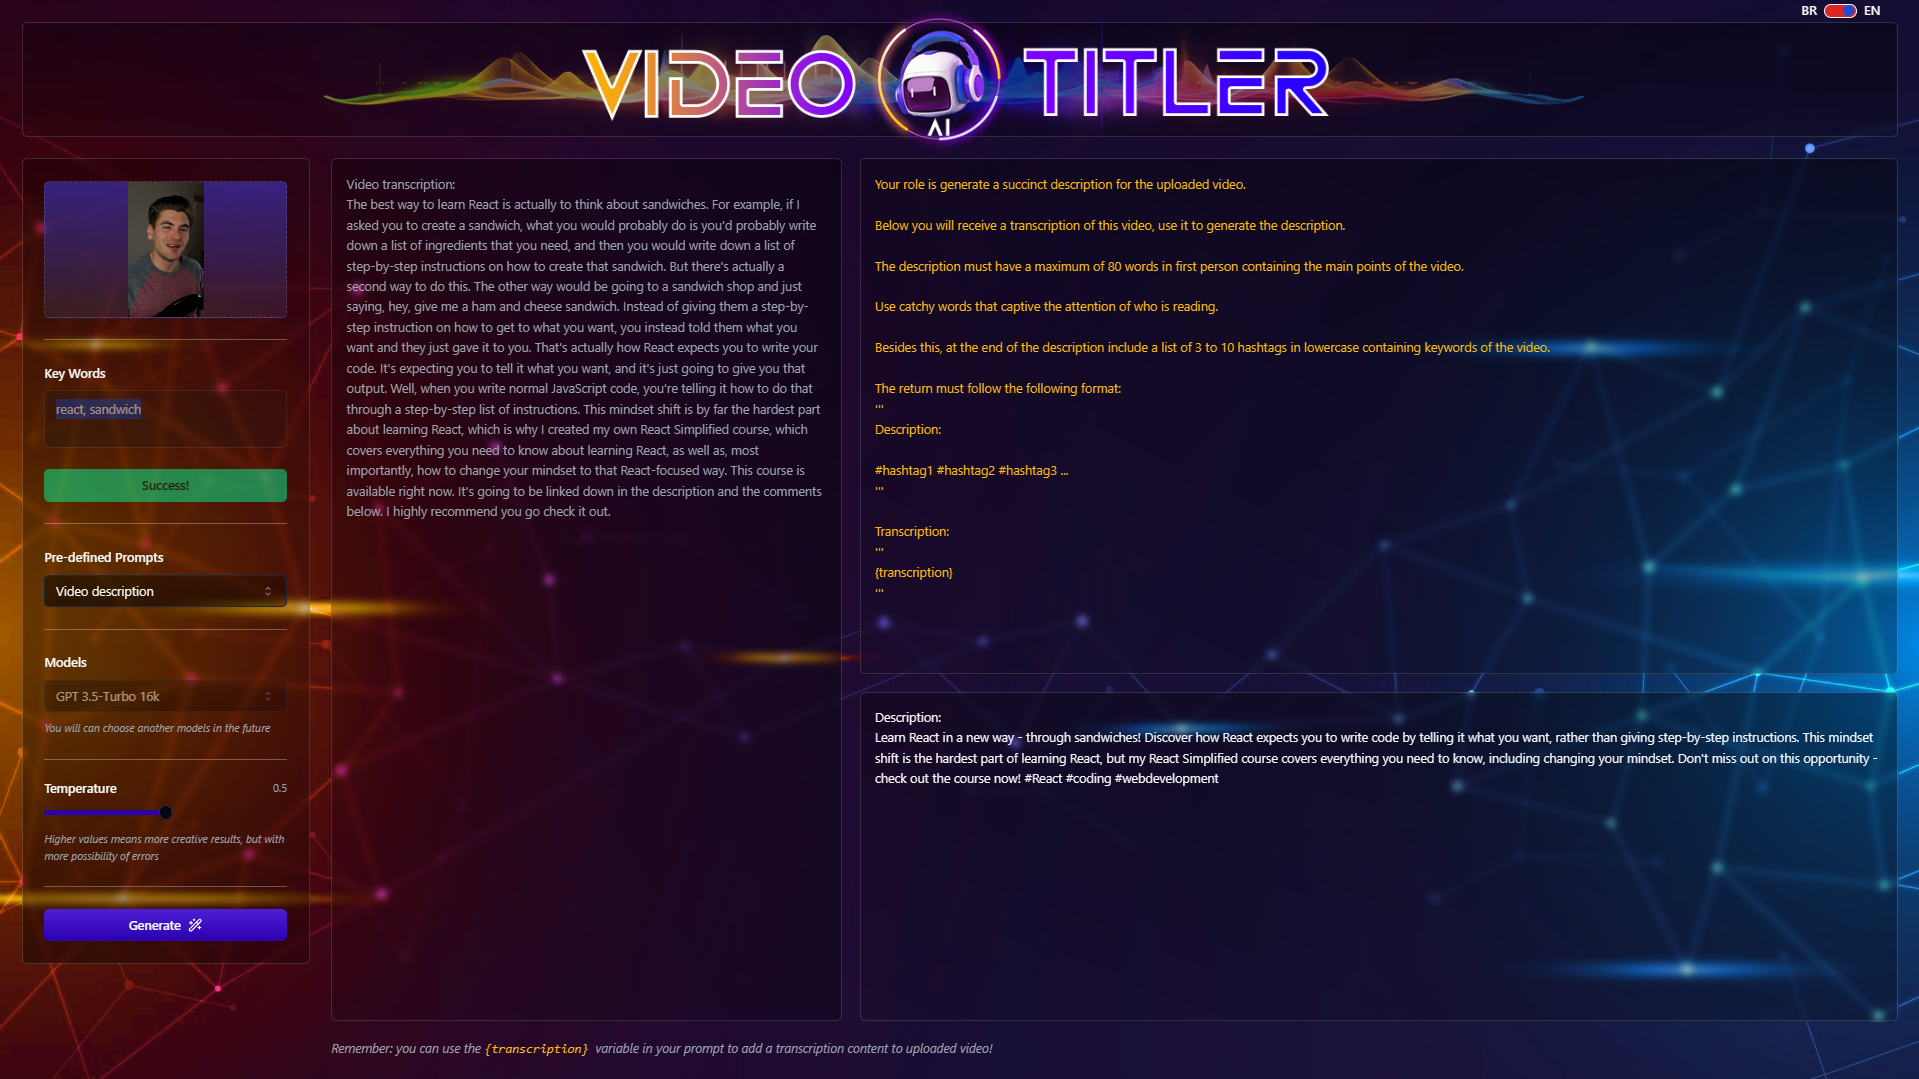 BR EN
VIDEO AI TITLER
Key Words
react, sandwich
Success!
Pre-defined Prompts
Video description
Models
GPT 3.5-Turbo 16k
You will can choose another models in the future
Temperature 0.5
Higher values means more creative results, but with
more possibility of errors
Generate
Video transcription:
The best way to learn React is actually to think about sandwiches. For example, if I
asked you to create a sandwich, what you would probably do is you'd probably write
down a list of ingredients that you need, and then you would write down a list of
step-by-step instructions on how to create that sandwich. But there's actually a
second way to do this. The other way would be going to a sandwich shop and just
saying, hey, give me a ham and cheese sandwich. Instead of giving them a step-by-
step instruction on how to get to what you want, you instead told them what you
want and they just gave it to you. That's actually how React expects you to write your
code. It's expecting you to tell it what you want, and it's just going to give you that
output. Well, when you write normal JavaScript code, you're telling it how to do that
through a step-by-step list of instructions. This mindset shift is by far the hardest part
about learning React, which is why I created my own React Simplified course, which
covers everything you need to know about learning React, as well as, most
importantly, how to change your mindset to that React-focused way. This course is
available right now. It's going to be linked down in the description and the comments
below. I highly recommend you go check it out.
Your role is generate a succinct description for the uploaded video.
Below you will receive a transcription of this video, use it to generate the description.
The description must have a maximum of 80 words in first person containing the main points of the video.
Use catchy words that captive the attention of who is reading.
Besides this, at the end of the description include a list of 3 to 10 hashtags in lowercase containing keywords of the video.
The return must follow the following format:
'''
Description:
#hashtag1 #hashtag2 #hashtag3 ...
'''
Transcription:
'''
{transcription}
'''
Description:
Learn React in a new way - through sandwiches! Discover how React expects you to write code by telling it what you want, rather than giving step-by-step instructions. This mindset
shift is the hardest part of learning React, but my React Simplified course covers everything you need to know, including changing your mindset. Don't miss out on this opportunity -
check out the course now! #React #coding #webdevelopment
Remember: you can use the {transcription} variable in your prompt to add a transcription content to uploaded video!